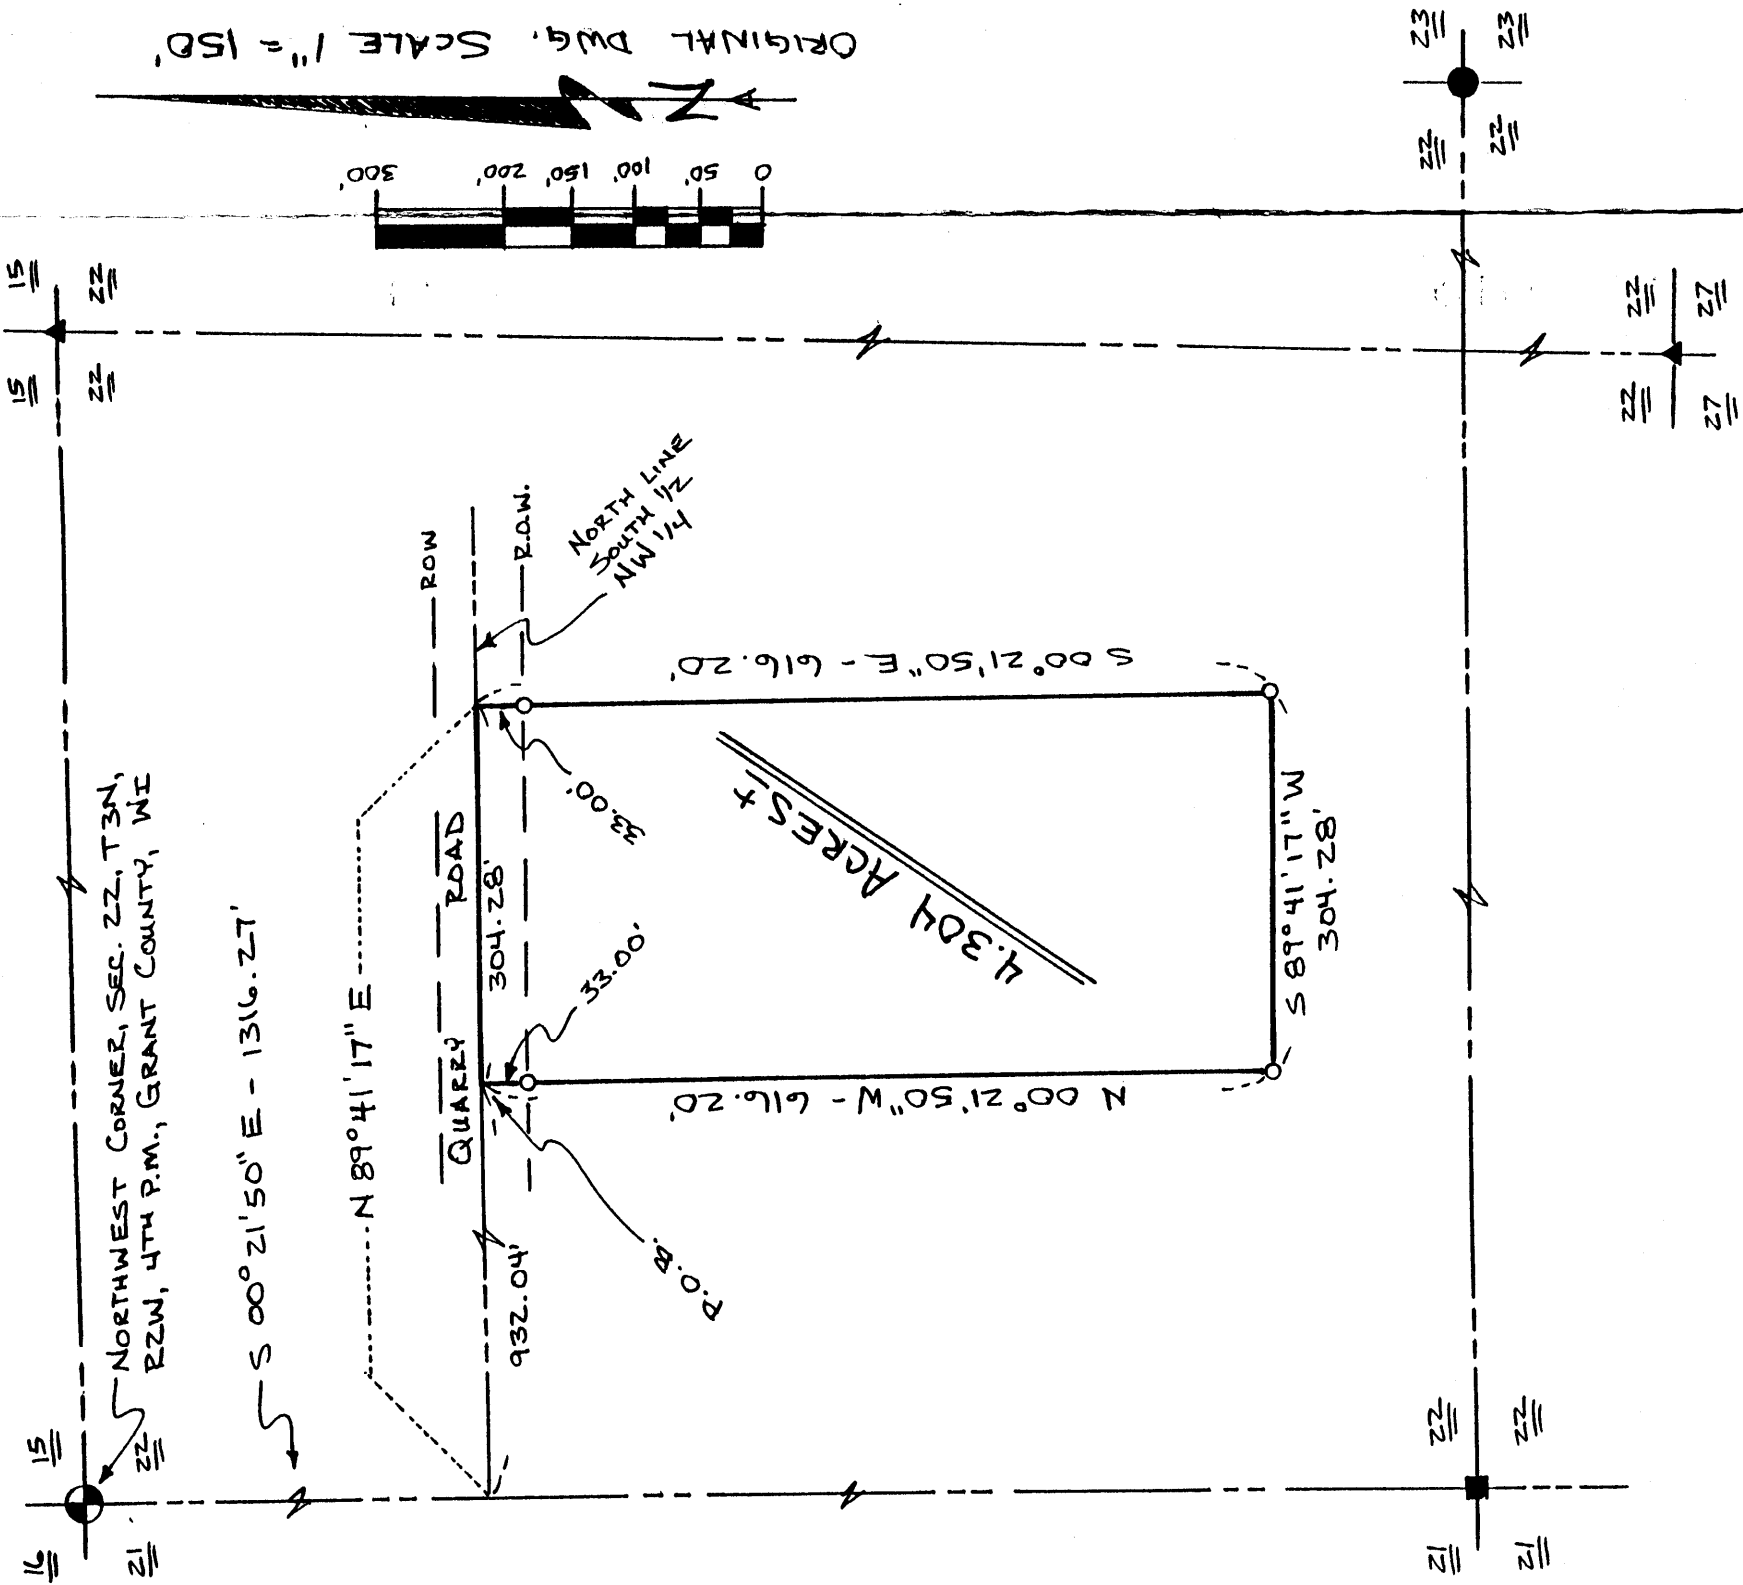 ORIGINAL DWG. SCALE 1"=150'
N
300' 200' 150' 100' 50' 0
23
23
22
22
15
22
15
22
22
27
22
27
ROW
R.O.W.
NORTH LINE
SOUTH 1/2
NW 1/4
NORTHWEST CORNER, SEC. 22, T3N,
R2W, 4TH P.M., GRANT COUNTY, WI
S 00°21'50" E - 1316.27'
N 89°41'17" E
QUARRY ROAD
304.28'
932.04'
33.00'
33.00'
P.O.B.
S 00°21'50" E - 616.20'
4.304 ACRES ±
N 00°21'50" W - 616.20'
S 89°41'17" W
304.28'
15
22
16
21
22
22
21
21